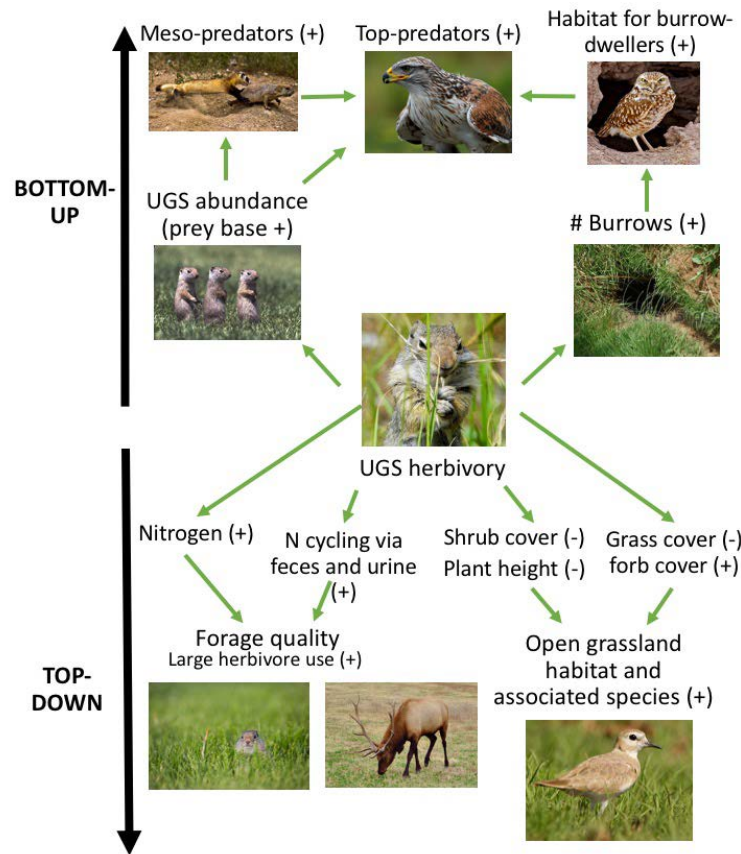 Meso-predators (+)
Top-predators (+)
Habitat for burrow-
dwellers (+)
BOTTOM-
UP
UGS abundance
(prey base +)
# Burrows (+)
UGS herbivory
Nitrogen (+)
N cycling via
feces and urine
(+)
Shrub cover (-)
Plant height (-)
Grass cover (-)
forb cover (+)
TOP-
DOWN
Forage quality
Large herbivore use (+)
Open grassland
habitat and
associated species (+)